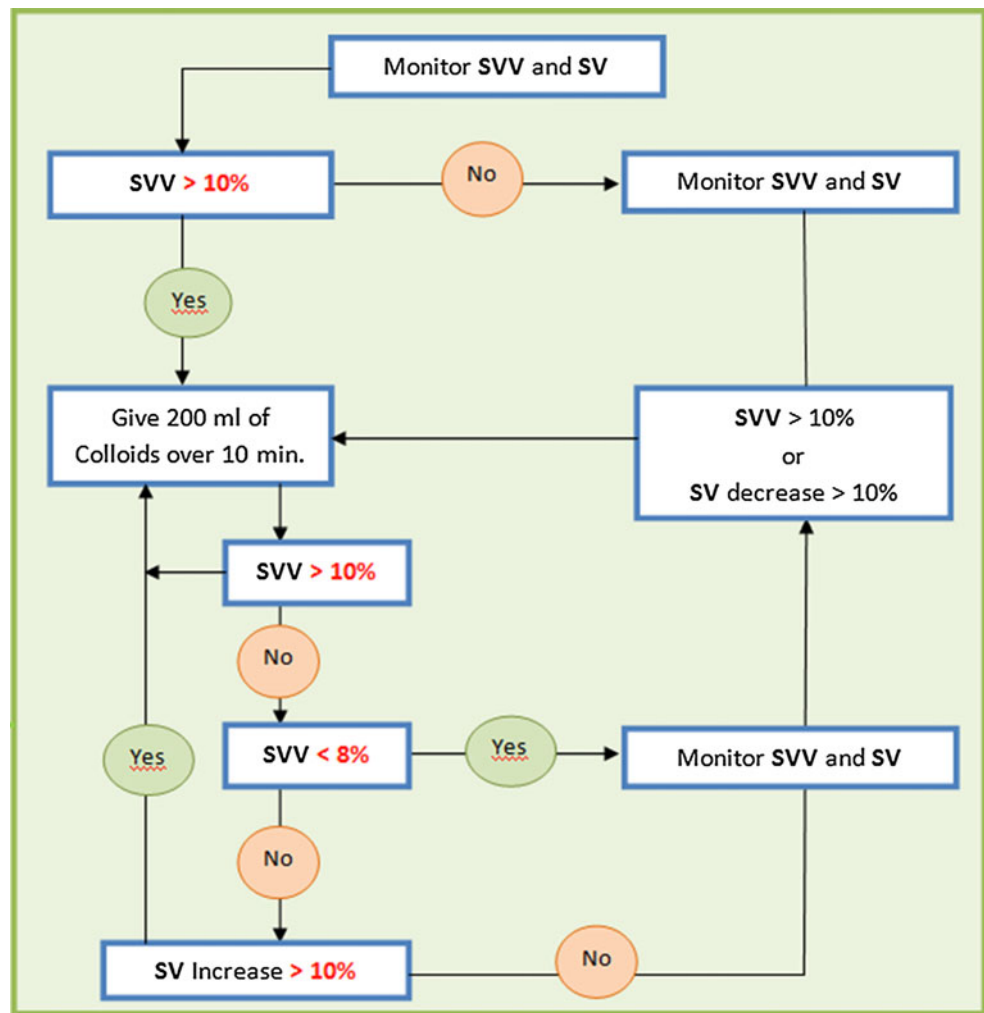 Monitor SVV and SV
SVV > 10%
No
Monitor SVV and SV
Yes
Give 200 ml of
Colloids over 10 min.
SVV > 10%
or
SV decrease > 10%
SVV > 10%
No
SVV < 8%
Yes
Monitor SVV and SV
Yes
No
SV Increase > 10%
No